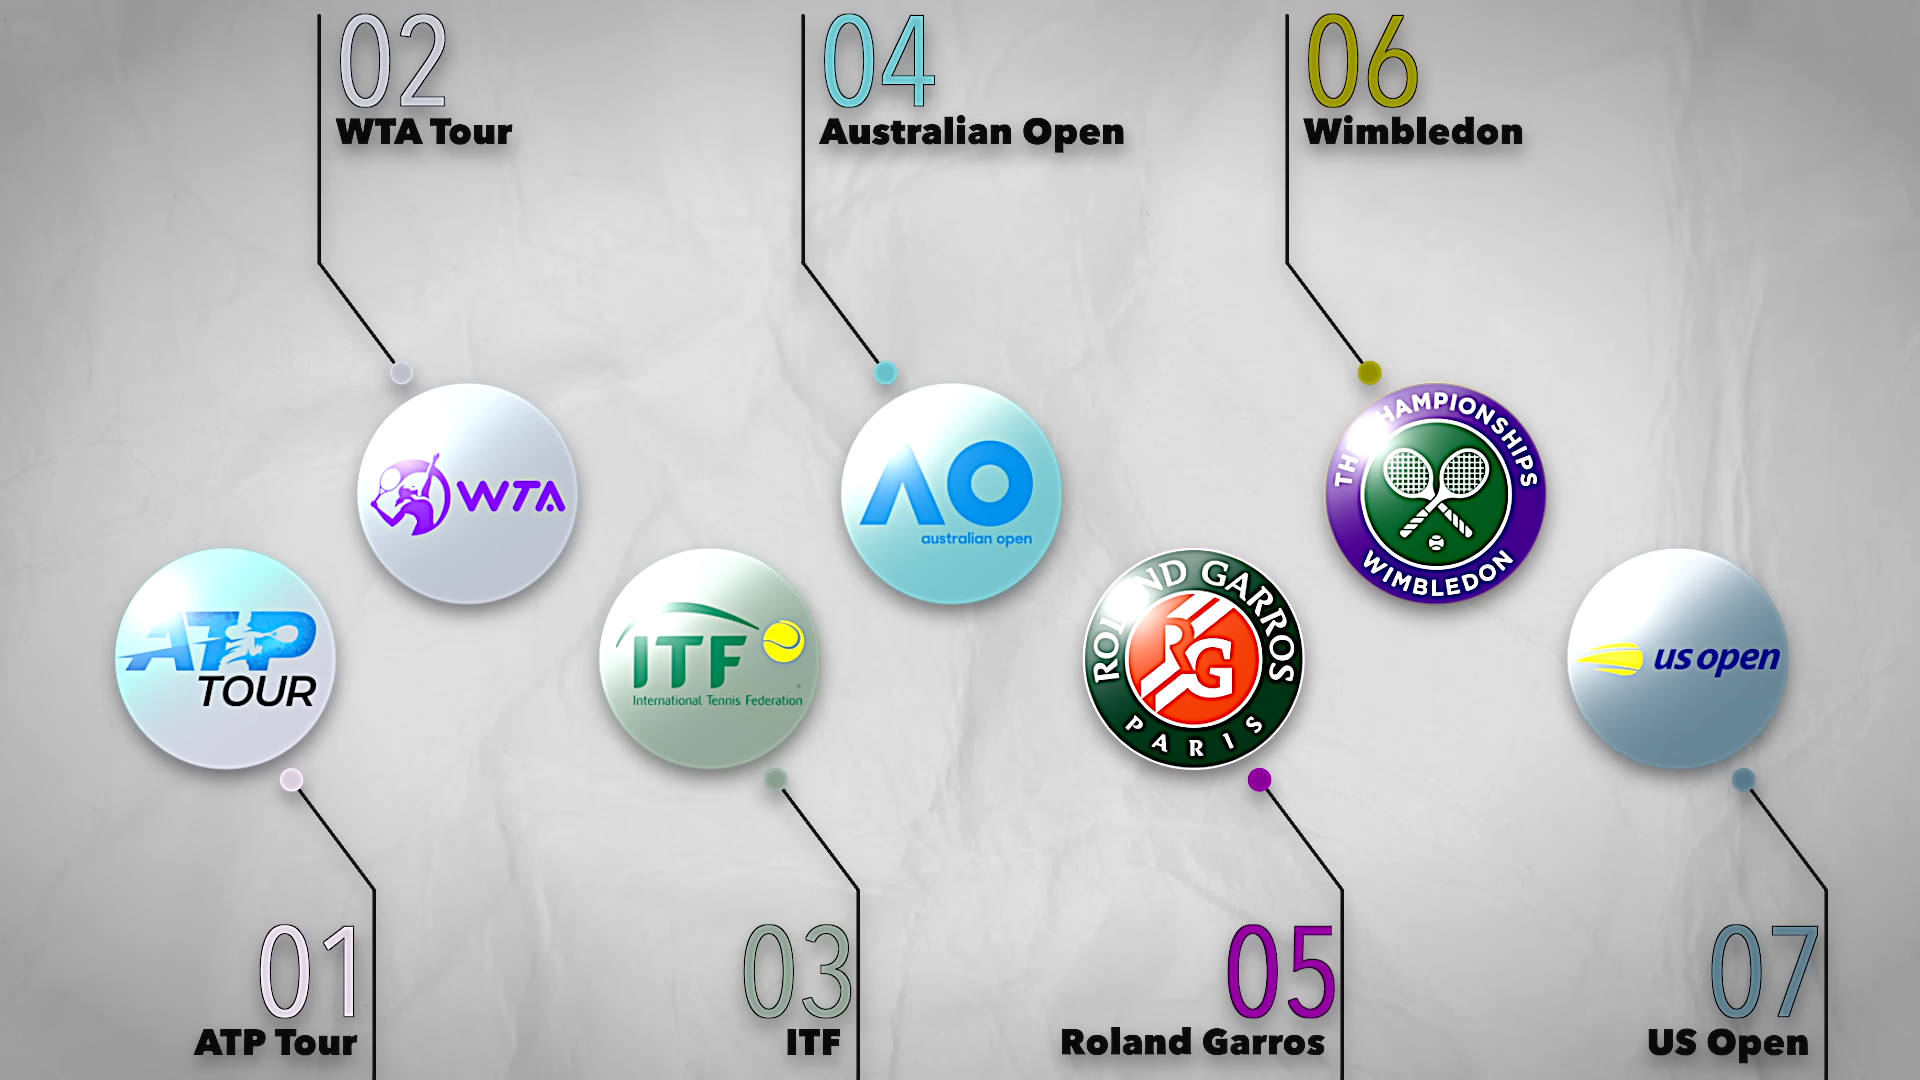 02
WTA Tour
04
Australian Open
06
Wimbledon
WTA
AO
australian open
THE CHAMPIONSHIPS
WIMBLEDON
ATP
TOUR
ITF
International Tennis Federation
ROLAND GARROS
RG
PARIS
us open
01
ATP Tour
03
ITF
05
Roland Garros
07
US Open